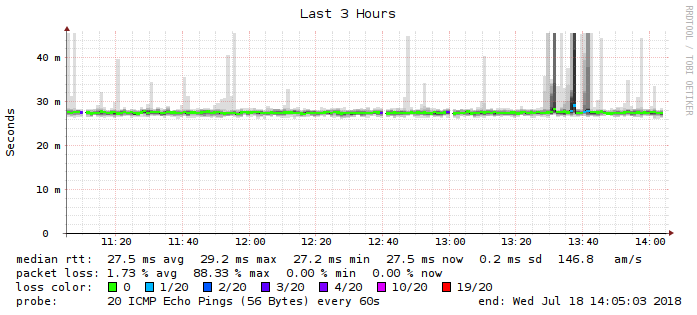 Last 3 Hours
RRDTOOL / TOBI OETIKER
Seconds
40 m
30 m
20 m
10 m
0
11:20 11:40 12:00 12:20 12:40 13:00 13:20 13:40 14:00
median rtt: 27.5 ms avg 29.2 ms max 27.2 ms min 27.5 ms now 0.2 ms sd 146.8 am/s
packet loss: 1.73 % avg 88.33 % max 0.00 % min 0.00 % now
loss color: 0 1/20 2/20 3/20 4/20 10/20 19/20
probe: 20 ICMP Echo Pings (56 Bytes) every 60s end: Wed Jul 18 14:05:03 2018